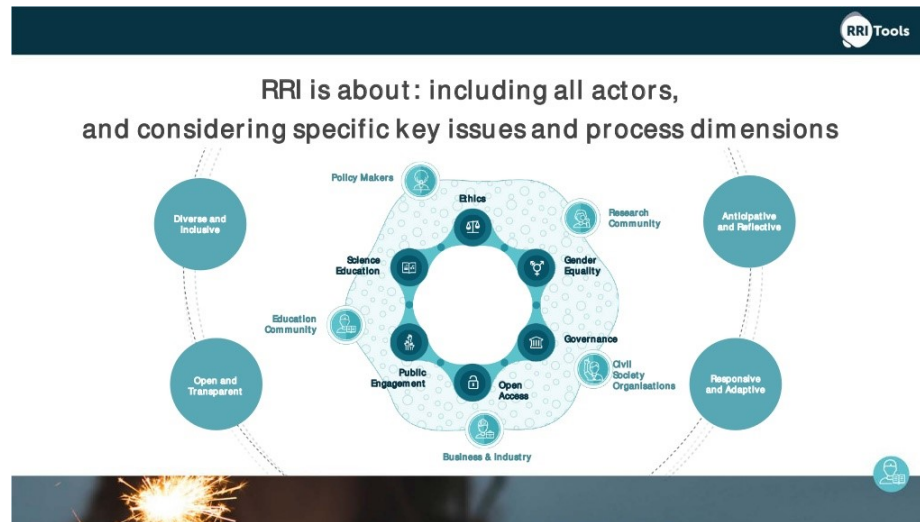 RRI Tools
RRI is about: including all actors,
and considering specific key issues and process dimensions
Policy Makers
Ethics
Research
Community
Diverse and
Inclusive
Anticipative
and Reflective
Science
Education
Gender
Equality
Education
Community
Governance
Public
Engagement
Open
Access
Civil
Society
Organisations
Open and
Transparent
Responsive
and Adaptive
Business & Industry